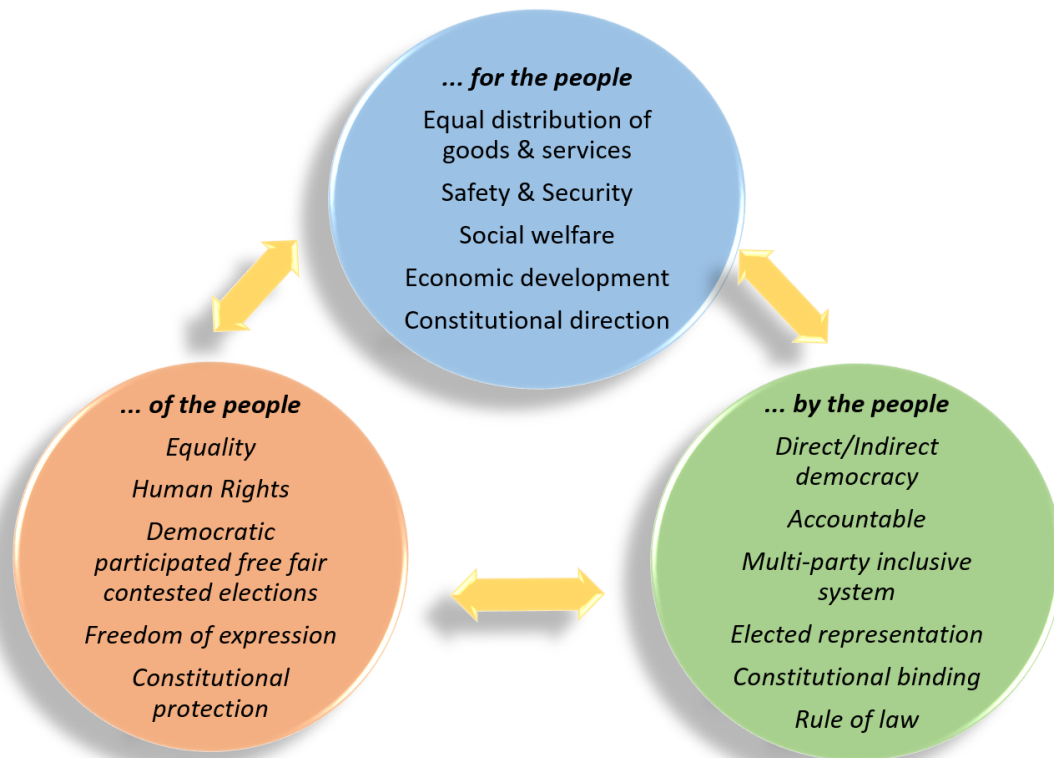 ... for the people
Equal distribution of
goods & services
Safety & Security
Social welfare
Economic development
Constitutional direction
... of the people
Equality
Human Rights
Democratic
participated free fair
contested elections
Freedom of expression
Constitutional
protection
... by the people
Direct/Indirect
democracy
Accountable
Multi-party inclusive
system
Elected representation
Constitutional binding
Rule of law